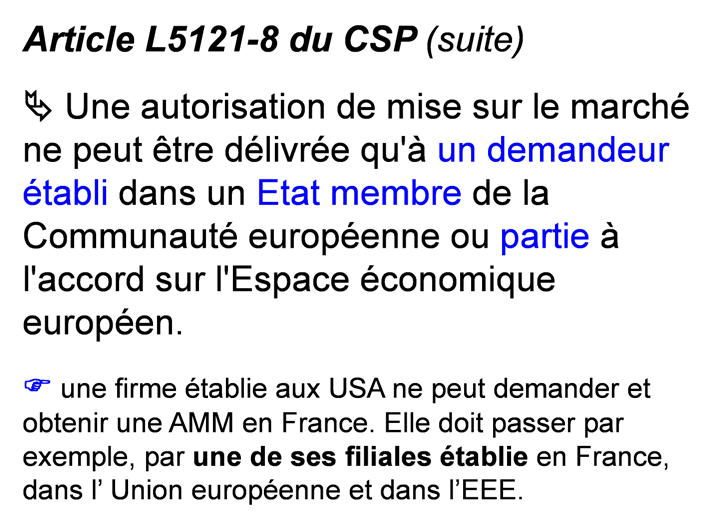 Article L5121-8 du CSP (suite)
⮱ Une autorisation de mise sur le marché
ne peut être délivrée qu'à un demandeur
établi dans un Etat membre de la
Communauté européenne ou partie à
l'accord sur l'Espace économique
européen.
☞ une firme établie aux USA ne peut demander et
obtenir une AMM en France. Elle doit passer par
exemple, par une de ses filiales établie en France,
dans l’ Union européenne et dans l’EEE.